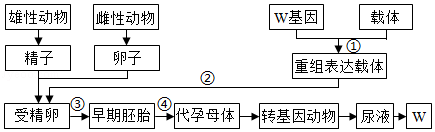 雄性动物 雌性动物 W基因 载体
①
精子 卵子 重组表达载体
②
受精卵 ③ 早期胚胎 ④ 代孕母体 转基因动物 尿液 W